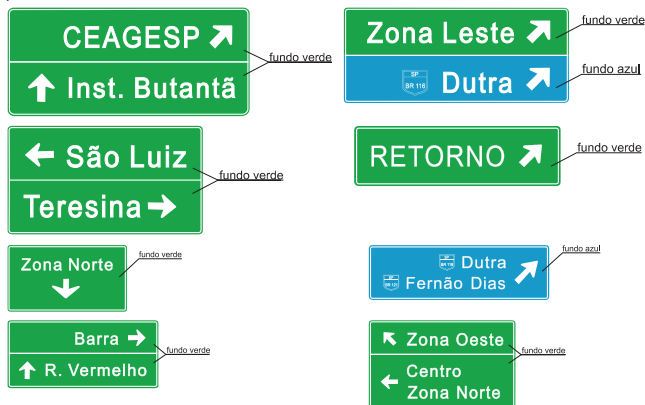 CEAGESP
Inst. Butantã
fundo verde
Zona Leste
SP
BR 116
Dutra
fundo verde
fundo azul
São Luiz
Teresina
fundo verde
RETORNO
fundo verde
Zona Norte
fundo verde
SP
BR 116
Dutra
SP
Fernão Dias
fundo azul
Barra
R. Vermelho
fundo verde
Zona Oeste
Centro
Zona Norte
fundo verde